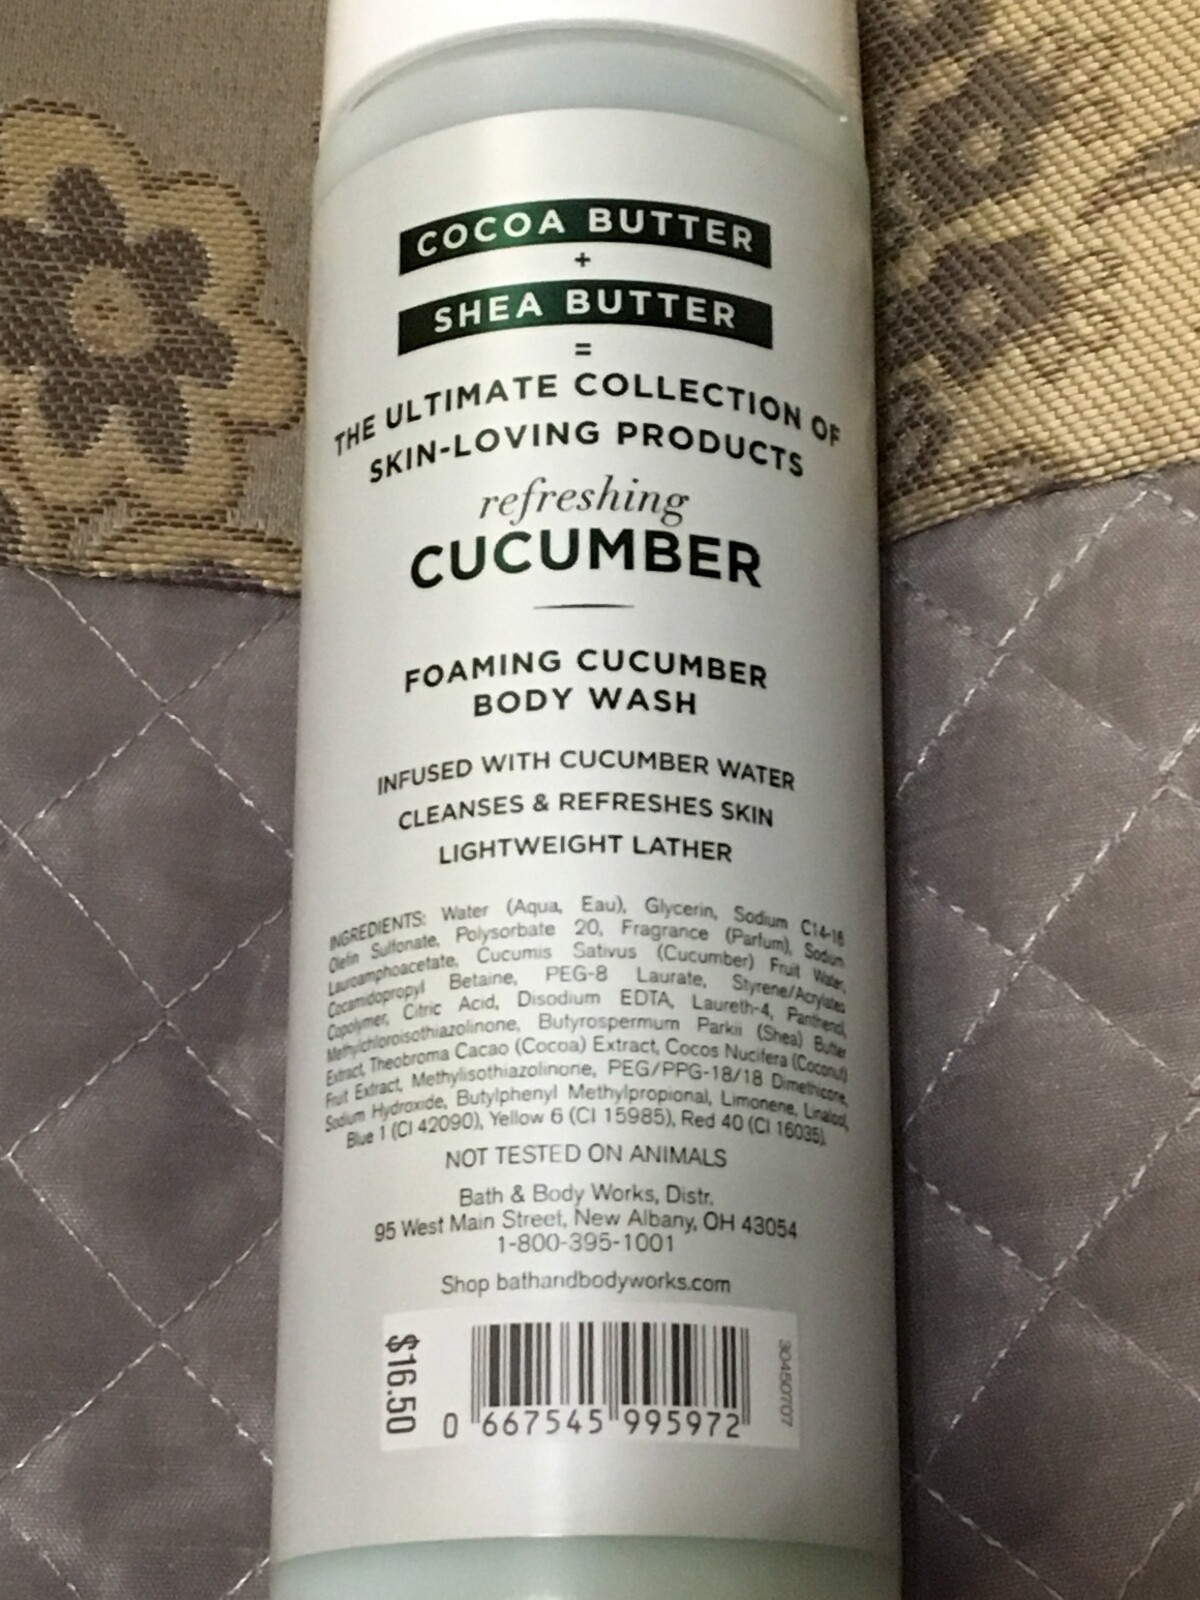 COCOA BUTTER
+
SHEA BUTTER
=
THE ULTIMATE COLLECTION OF
SKIN-LOVING PRODUCTS
refreshing
CUCUMBER
FOAMING CUCUMBER
BODY WASH
INFUSED WITH CUCUMBER WATER
CLEANSES & REFRESHES SKIN
LIGHTWEIGHT LATHER
INGREDIENTS: Water (Aqua, Eau), Glycerin, Sodium C14-16
Olefin Sulfonate, Polysorbate 20, Fragrance (Parfum), Sodium
Lauroamphoacetate, Cucumis Sativus (Cucumber) Fruit Water,
Cocamidopropyl Betaine, PEG-8 Laurate, Styrene/Acrylates
Copolymer, Citric Acid, Disodium EDTA, Laureth-4, Panthenol,
Methylchloroisothiazolinone, Butyrospermum Parkii (Shea) Butter
Extract, Theobroma Cacao (Cocoa) Extract, Cocos Nucifera (Coconut)
Fruit Extract, Methylisothiazolinone, PEG/PPG-18/18 Dimethicone,
Sodium Hydroxide, Butylphenyl Methylpropional, Limonene, Linalool,
Blue 1 (CI 42090), Yellow 6 (CI 15985), Red 40 (CI 16035).
NOT TESTED ON ANIMALS
Bath & Body Works, Distr.
95 West Main Street, New Albany, OH 43054
1-800-395-1001
Shop bathandbodyworks.com
$16.50
0 667545 995972
30450707